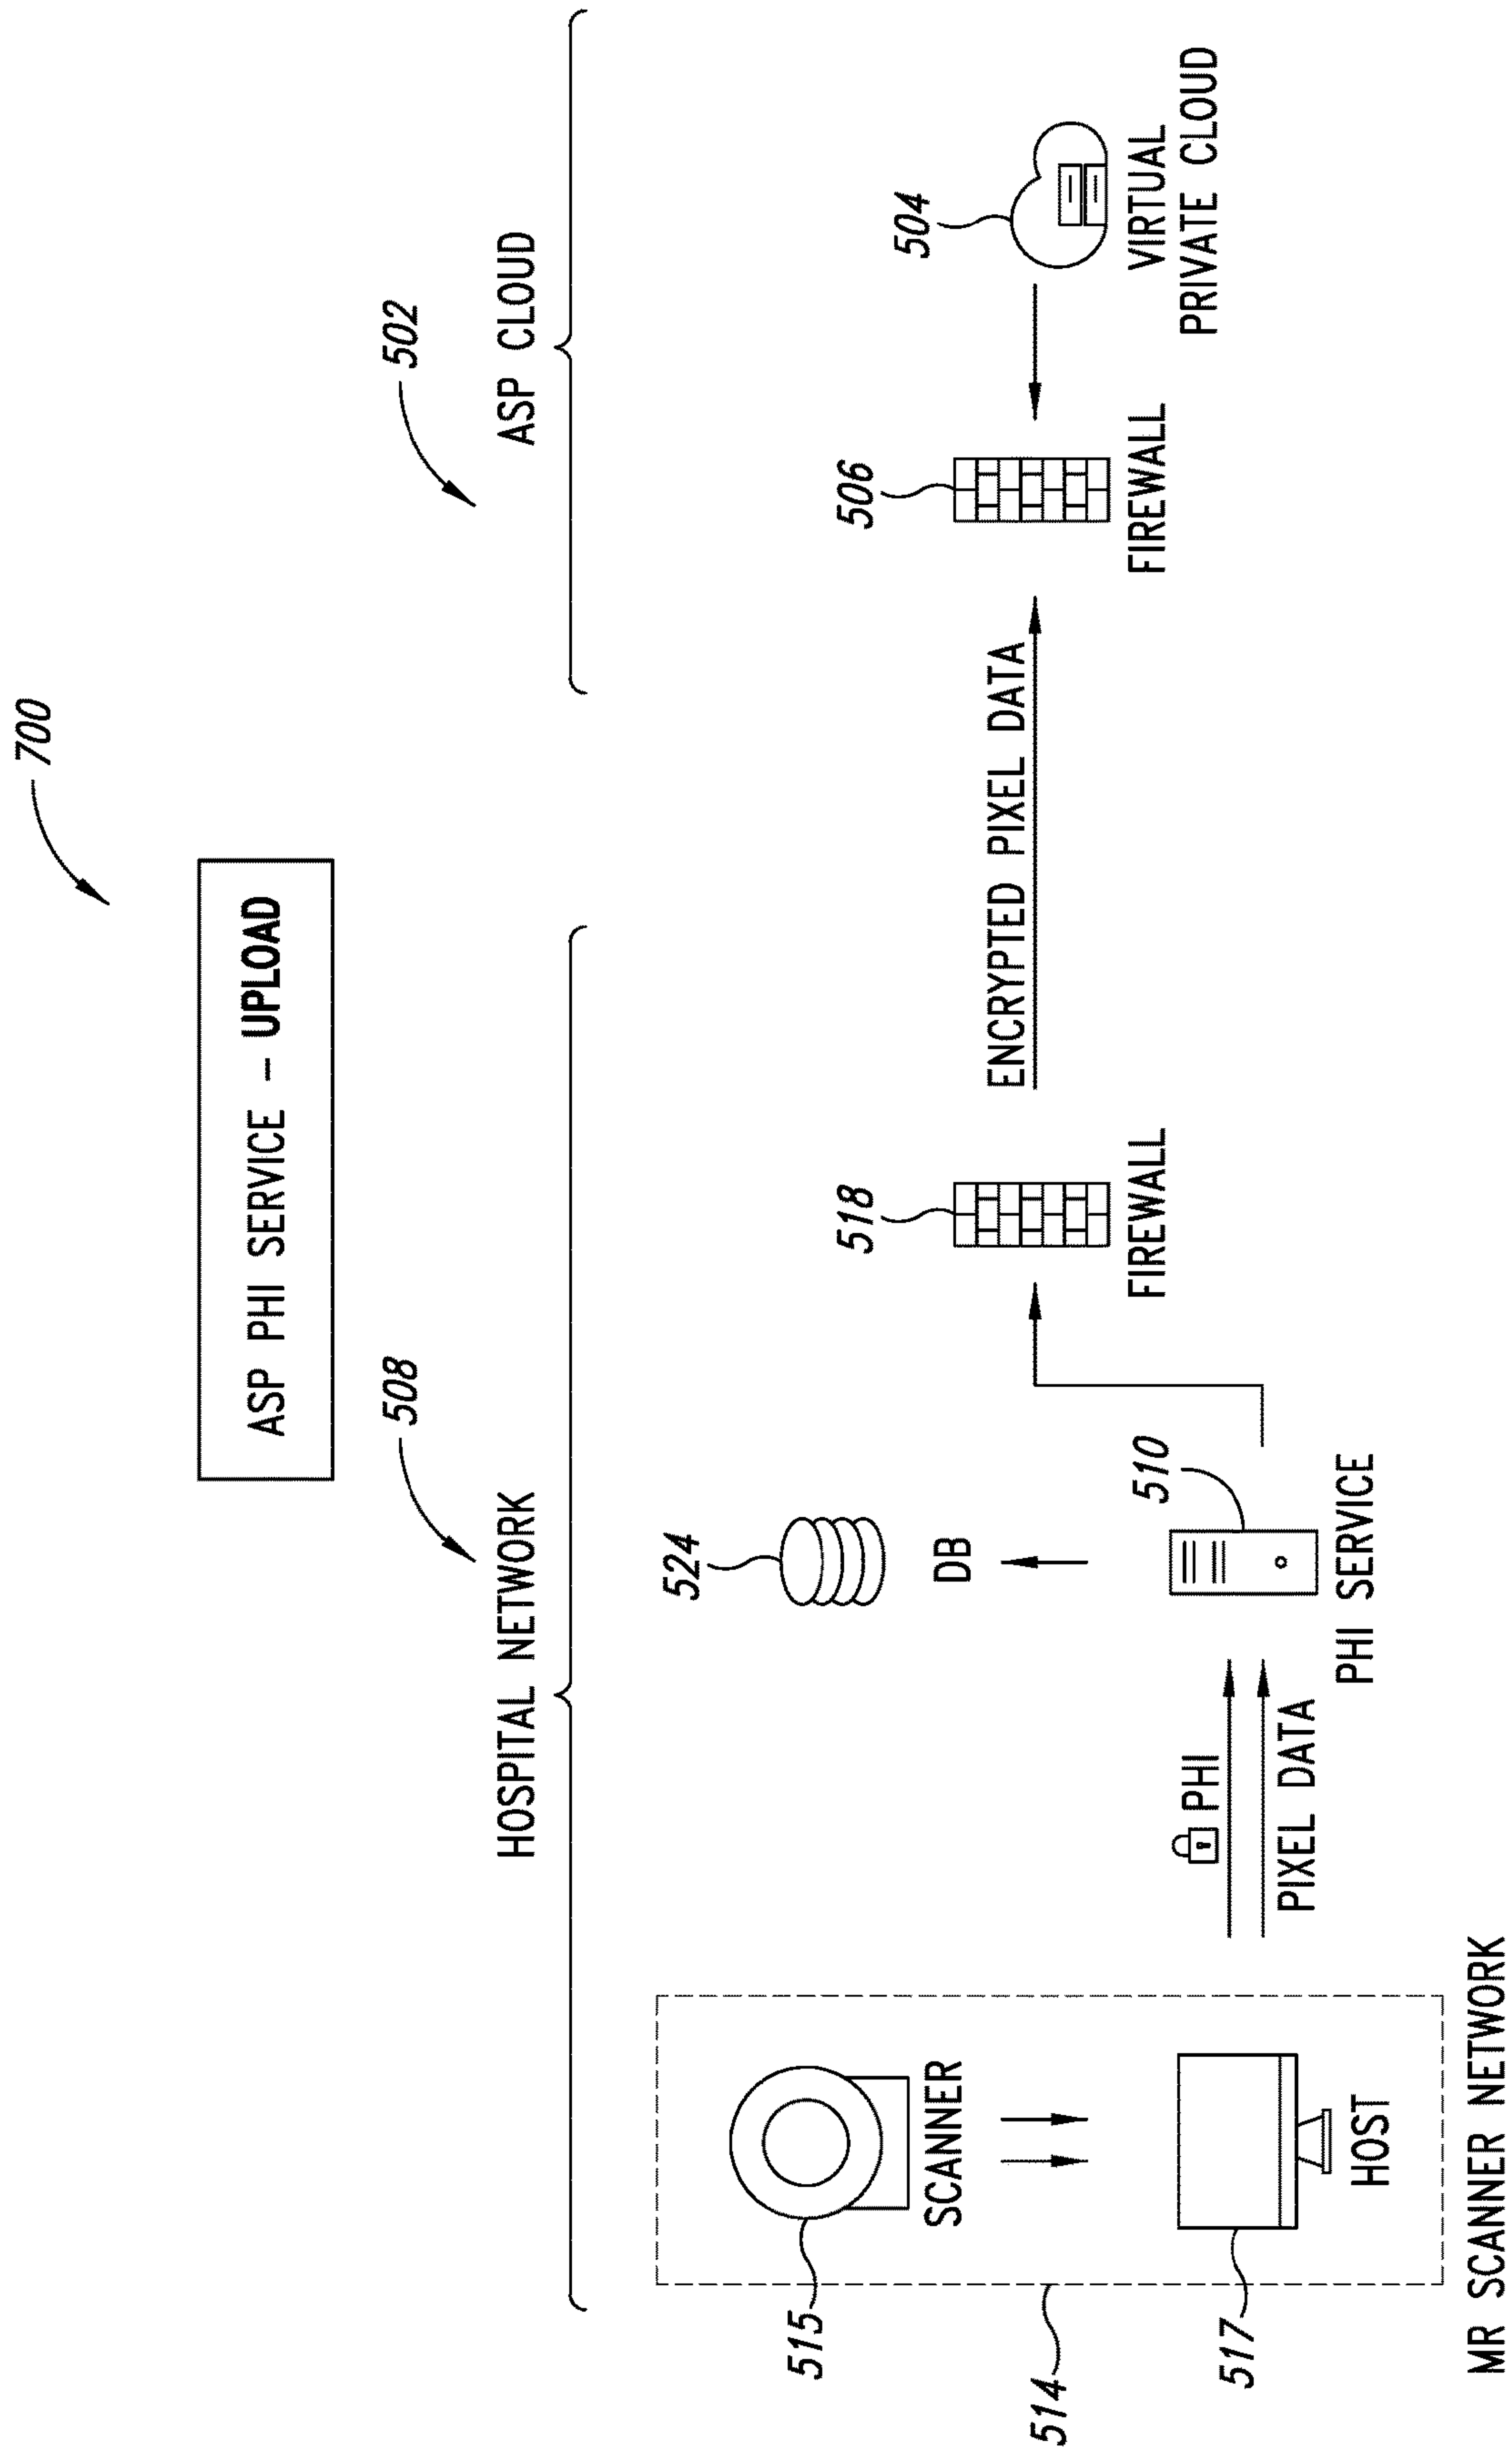 700
ASP PHI SERVICE – UPLOAD
508
502
HOSPITAL NETWORK
ASP CLOUD
515
SCANNER
514
517
HOST
MR SCANNER NETWORK
PHI
PIXEL DATA
524
DB
510
PHI SERVICE
518
FIREWALL
ENCRYPTED PIXEL DATA
506
FIREWALL
504
VIRTUAL
PRIVATE CLOUD